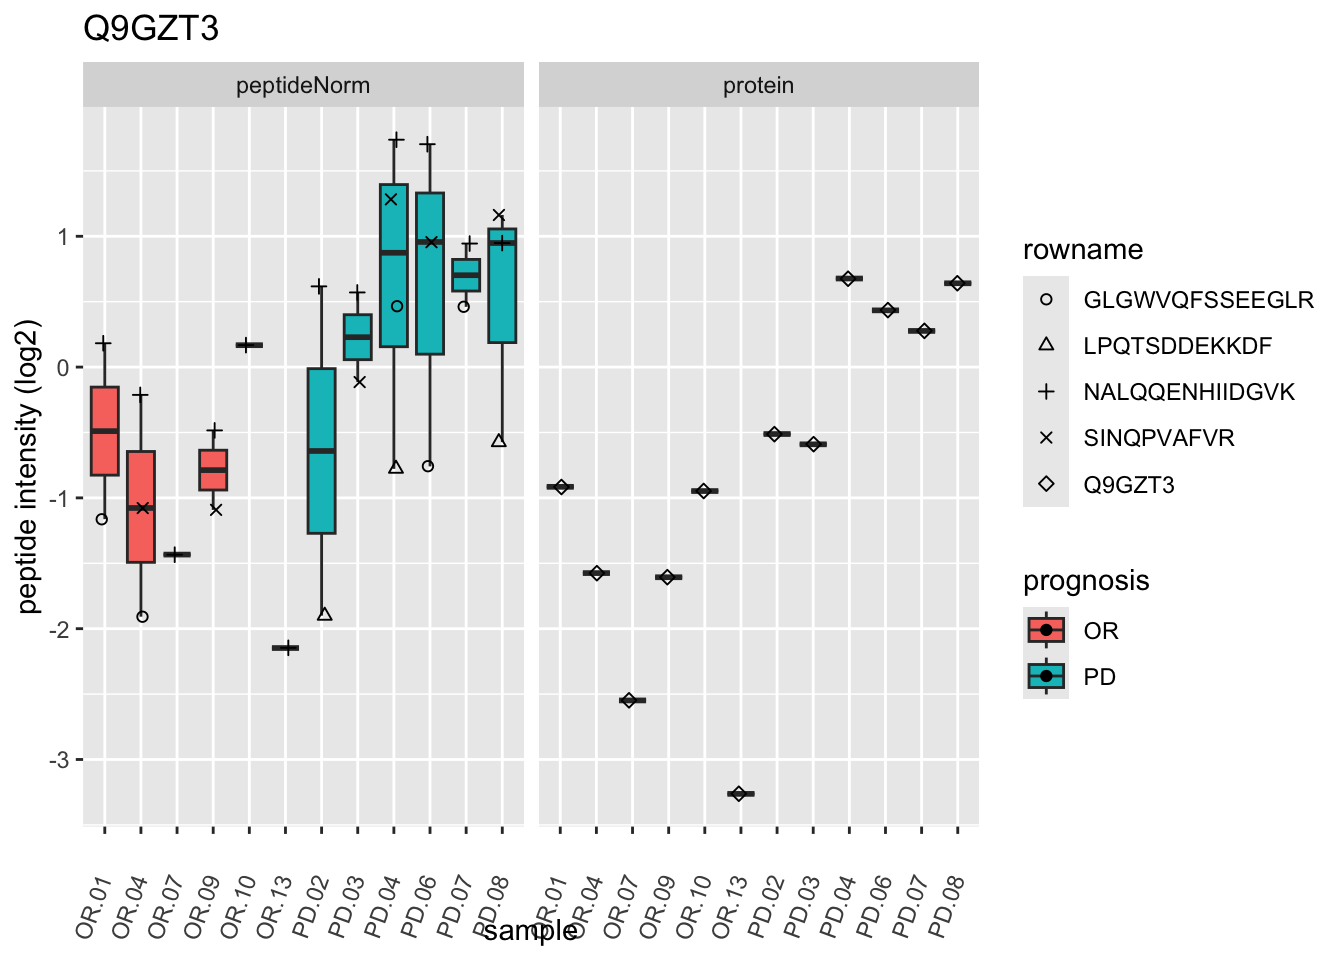 Q9GZT3
peptideNorm
protein
peptide intensity (log2)
1
0
-1
-2
-3
OR.01
OR.04
OR.07
OR.09
OR.10
OR.13
PD.02
PD.03
PD.04
PD.06
PD.07
PD.08
OR.01
OR.04
OR.07
OR.09
OR.10
OR.13
PD.02
PD.03
PD.04
PD.06
PD.07
PD.08
sample
rowname
GLGWVQFSSEEGLR
LPQTSDDEKKDF
NALQQENHIIDGVK
SINQPVAFVR
Q9GZT3
prognosis
OR
PD